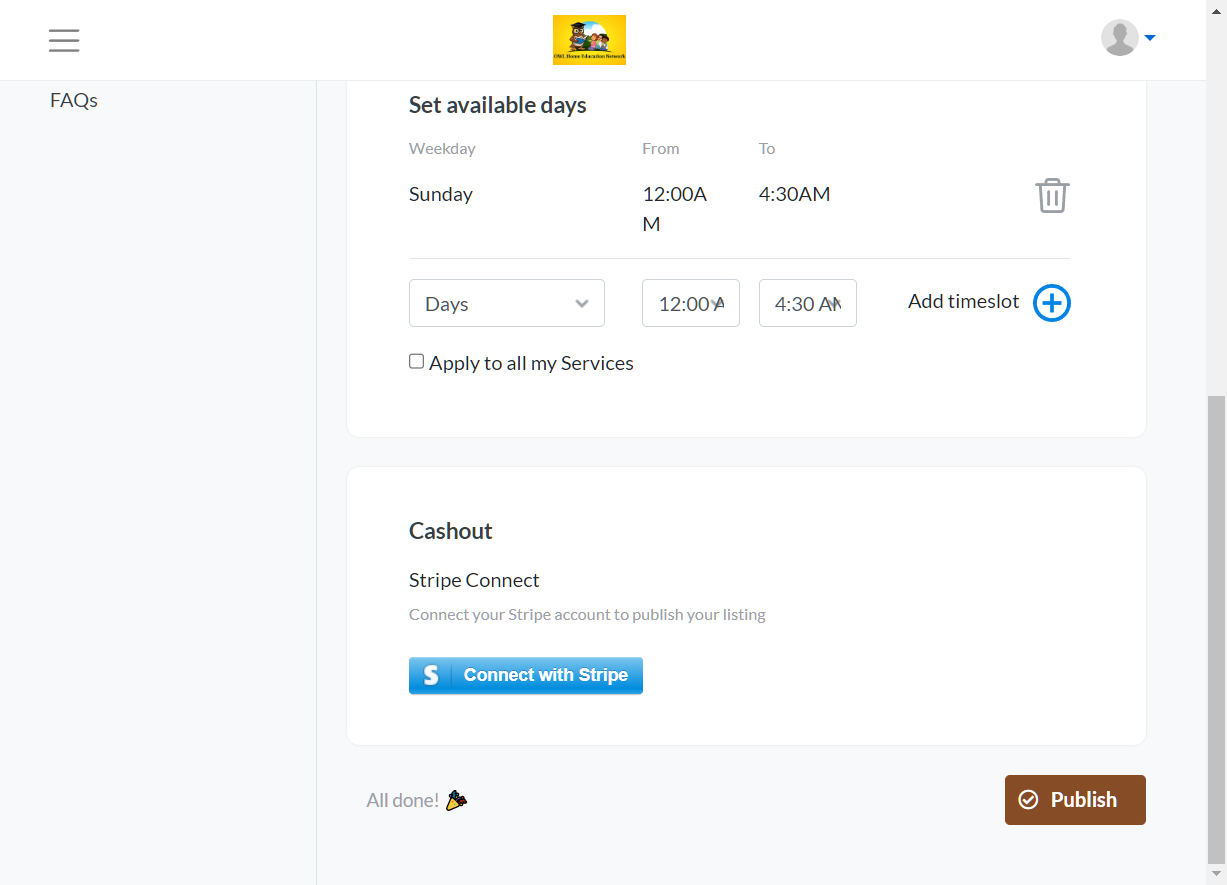 OWL Home Education Network
FAQs
Set available days
Weekday From To
Sunday 12:00A 4:30AM
M
Days 12:00 A 4:30 AM Add timeslot
Apply to all my Services
Cashout
Stripe Connect
Connect your Stripe account to publish your listing
S Connect with Stripe
All done! Publish